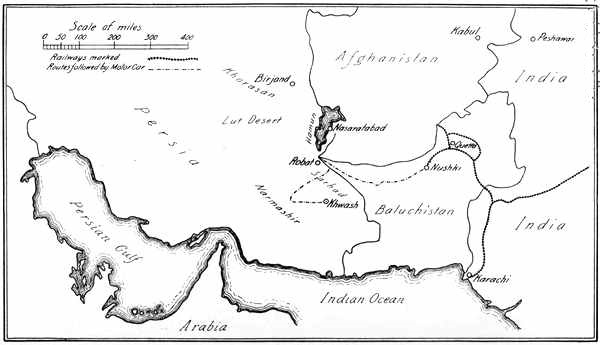 Scale of miles
0 50 100 200 300 400
Railways marked
Routes followed by Motor Car
Kabul
Peshawar
Afghanistan
India
Khorasan
Birjand
Lut Desert
Hamun
Nasaratabad
Persia
Quetta
Robat
Nushki
Sarhad
Narmashir
Khwash
Baluchistan
India
Persian Gulf
Karachi
Indian Ocean
Arabia